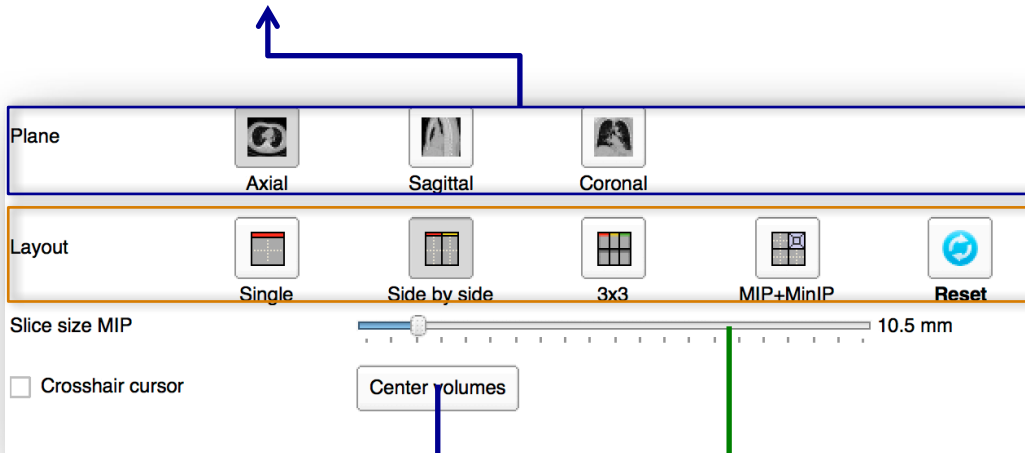 Plane
Axial Sagittal Coronal
Layout
Single Side by side 3x3 MIP+MinIP Reset
Slice size MIP 10.5 mm
Crosshair cursor Center volumes